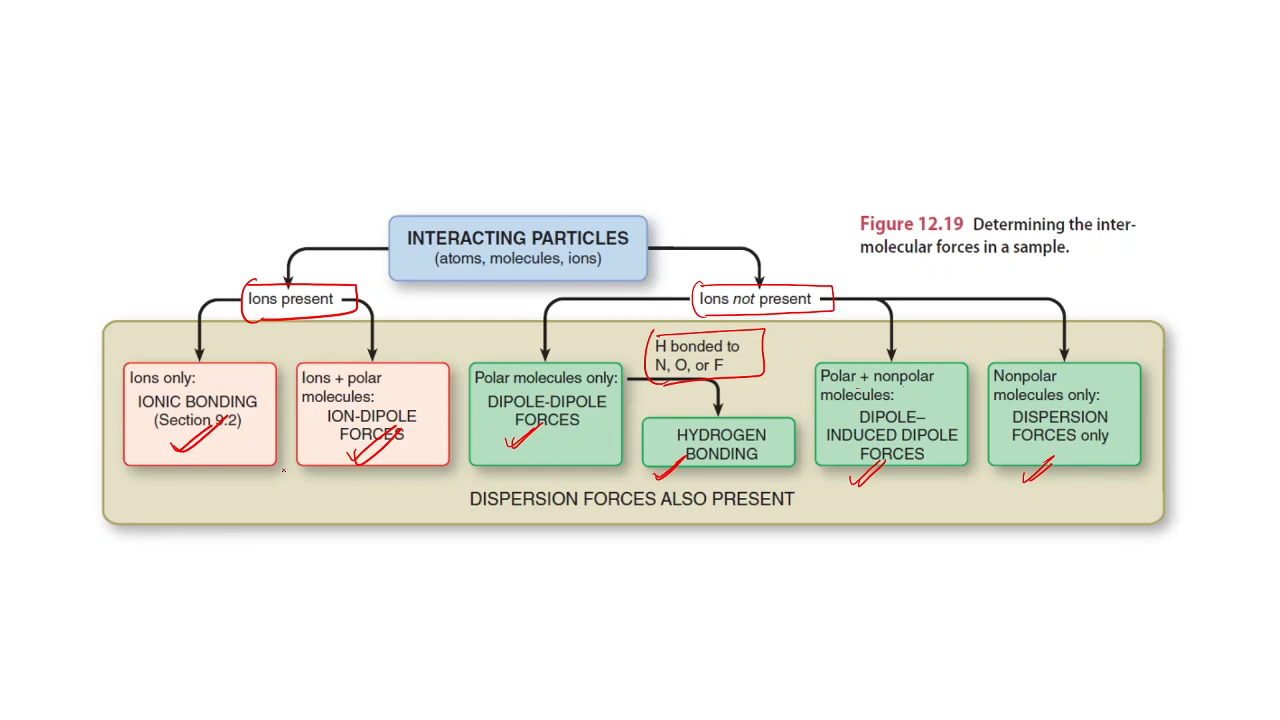 INTERACTING PARTICLES
(atoms, molecules, ions)
Figure 12.19 Determining the inter-
molecular forces in a sample.
Ions present
Ions not present
H bonded to
N, O, or F
Ions only:
IONIC BONDING
(Section 9.2)
Ions + polar
molecules:
ION-DIPOLE
FORCES
Polar molecules only:
DIPOLE-DIPOLE
FORCES
HYDROGEN
BONDING
Polar + nonpolar
molecules:
DIPOLE–
INDUCED DIPOLE
FORCES
Nonpolar
molecules only:
DISPERSION
FORCES only
DISPERSION FORCES ALSO PRESENT